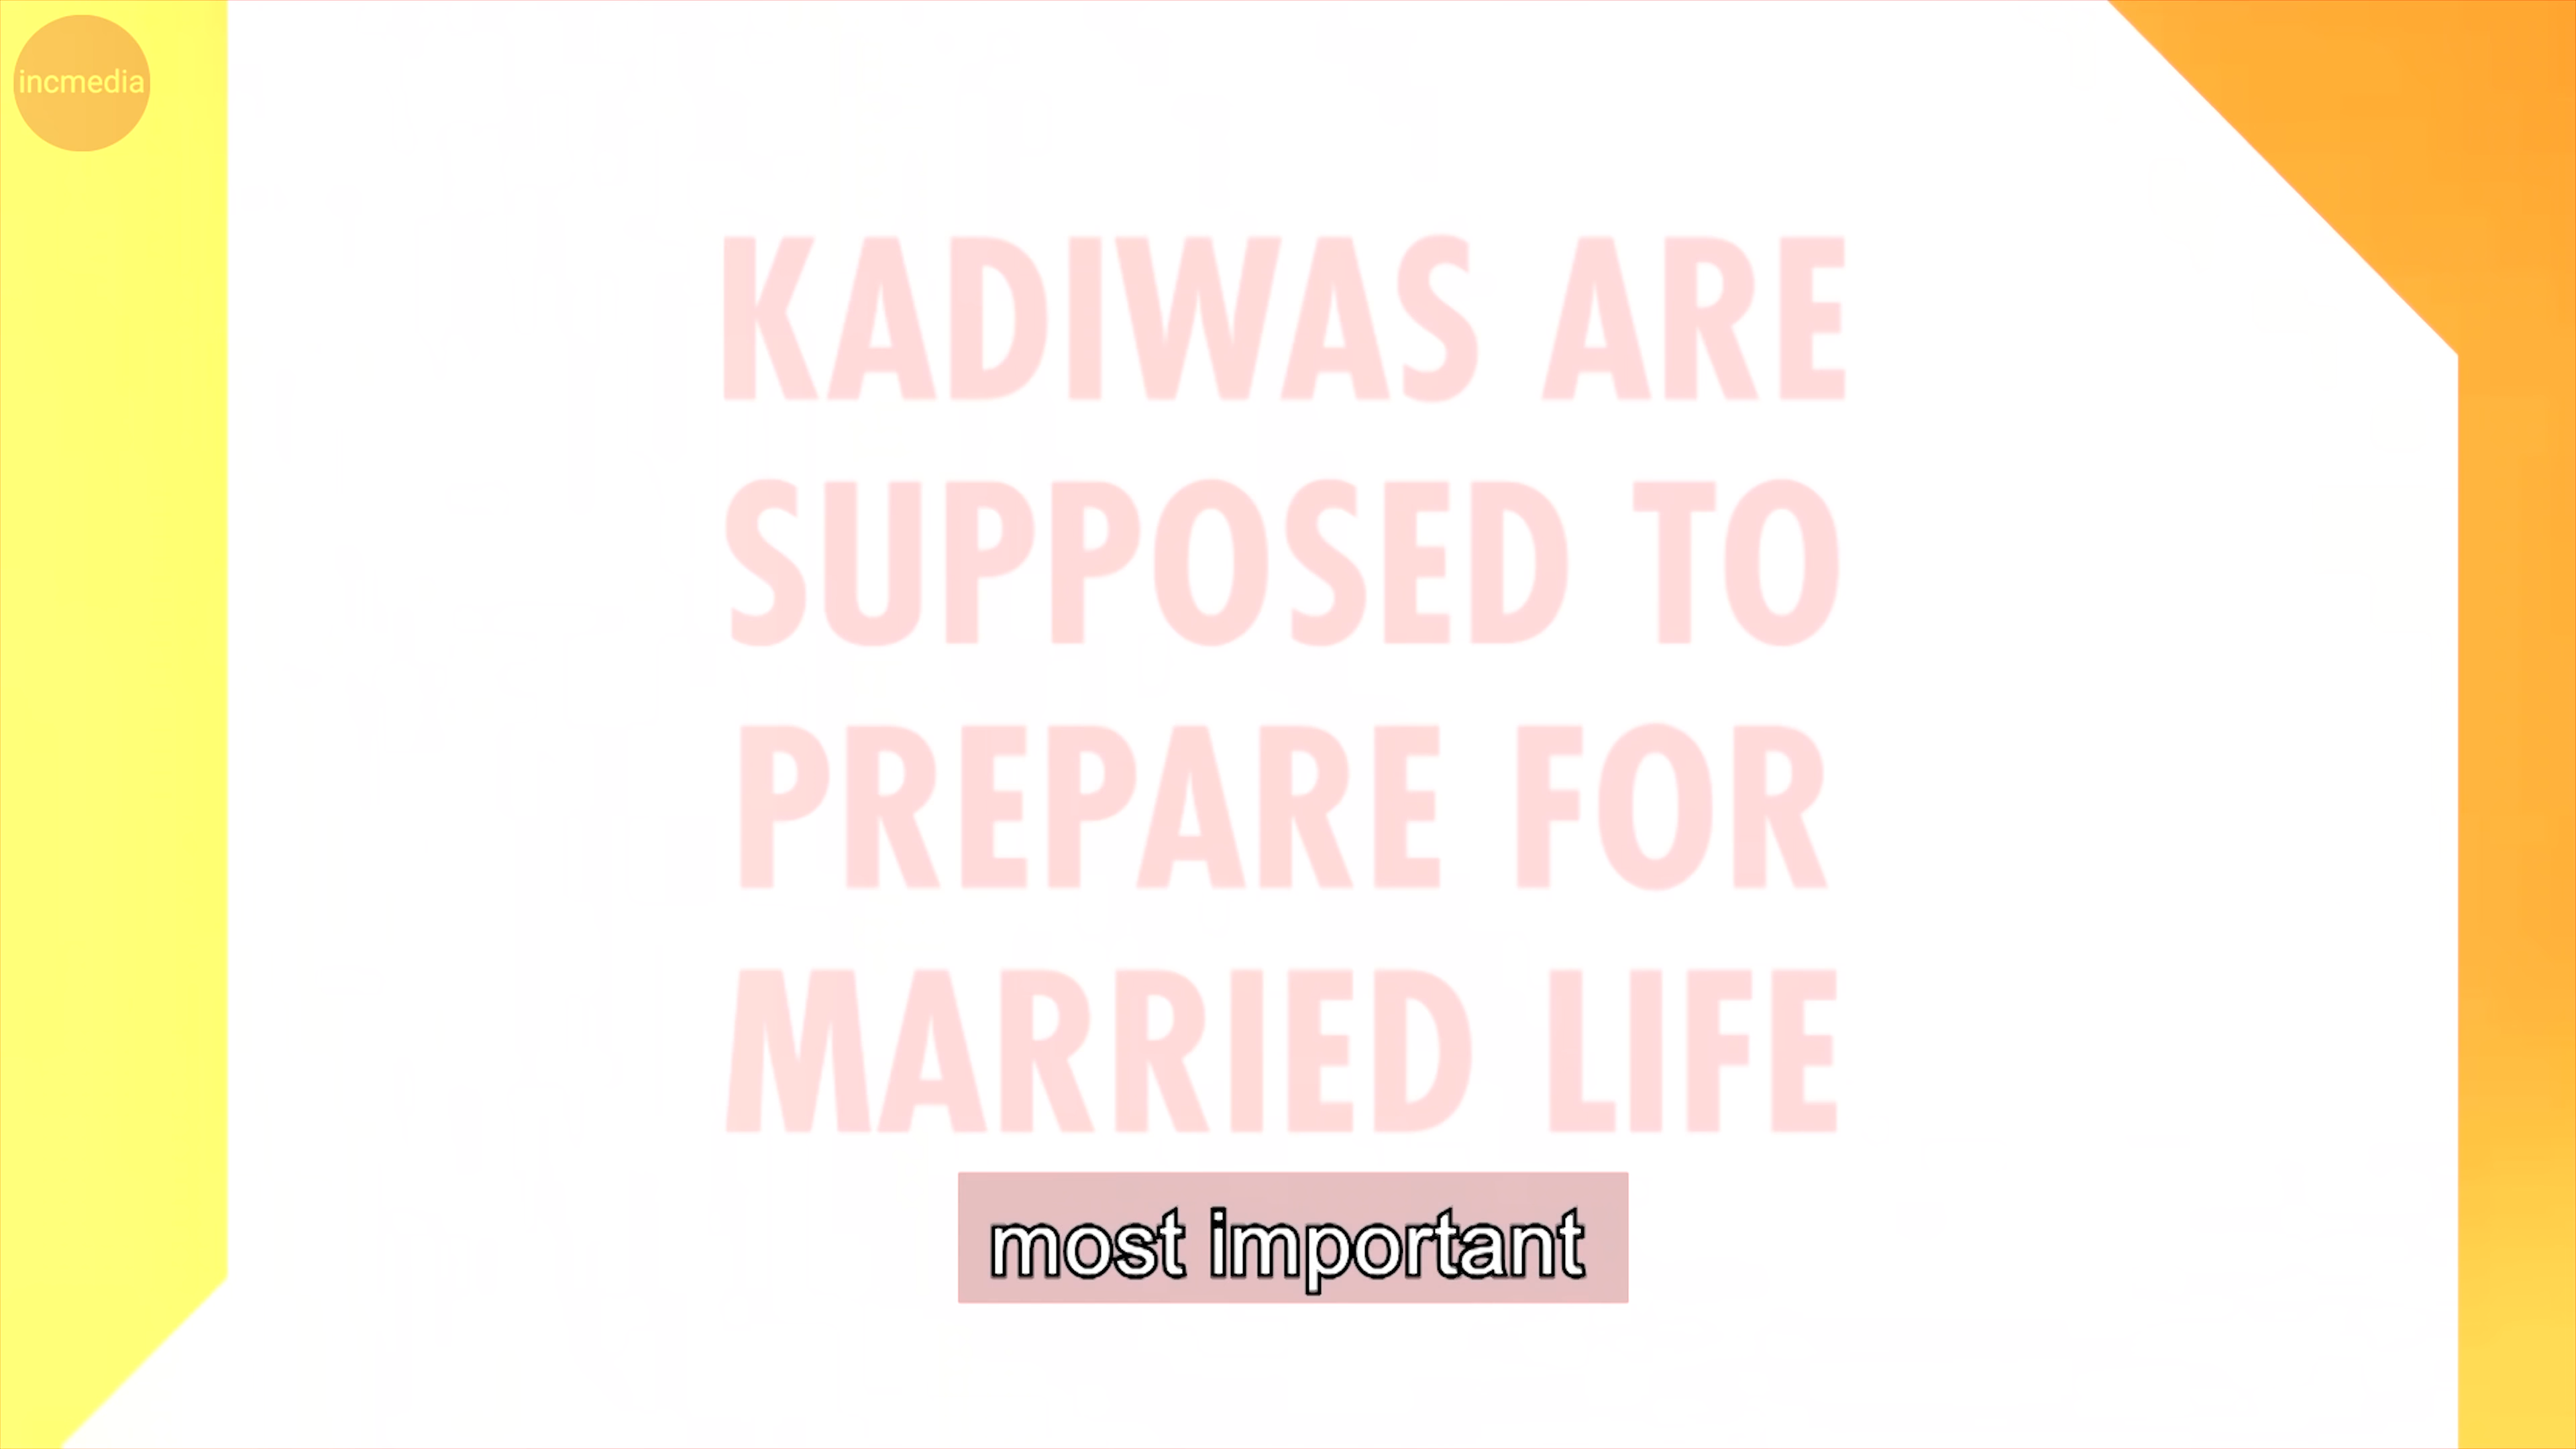 incmedia
KADIWAS ARE
SUPPOSED TO
PREPARE FOR
MARRIED LIFE
most important